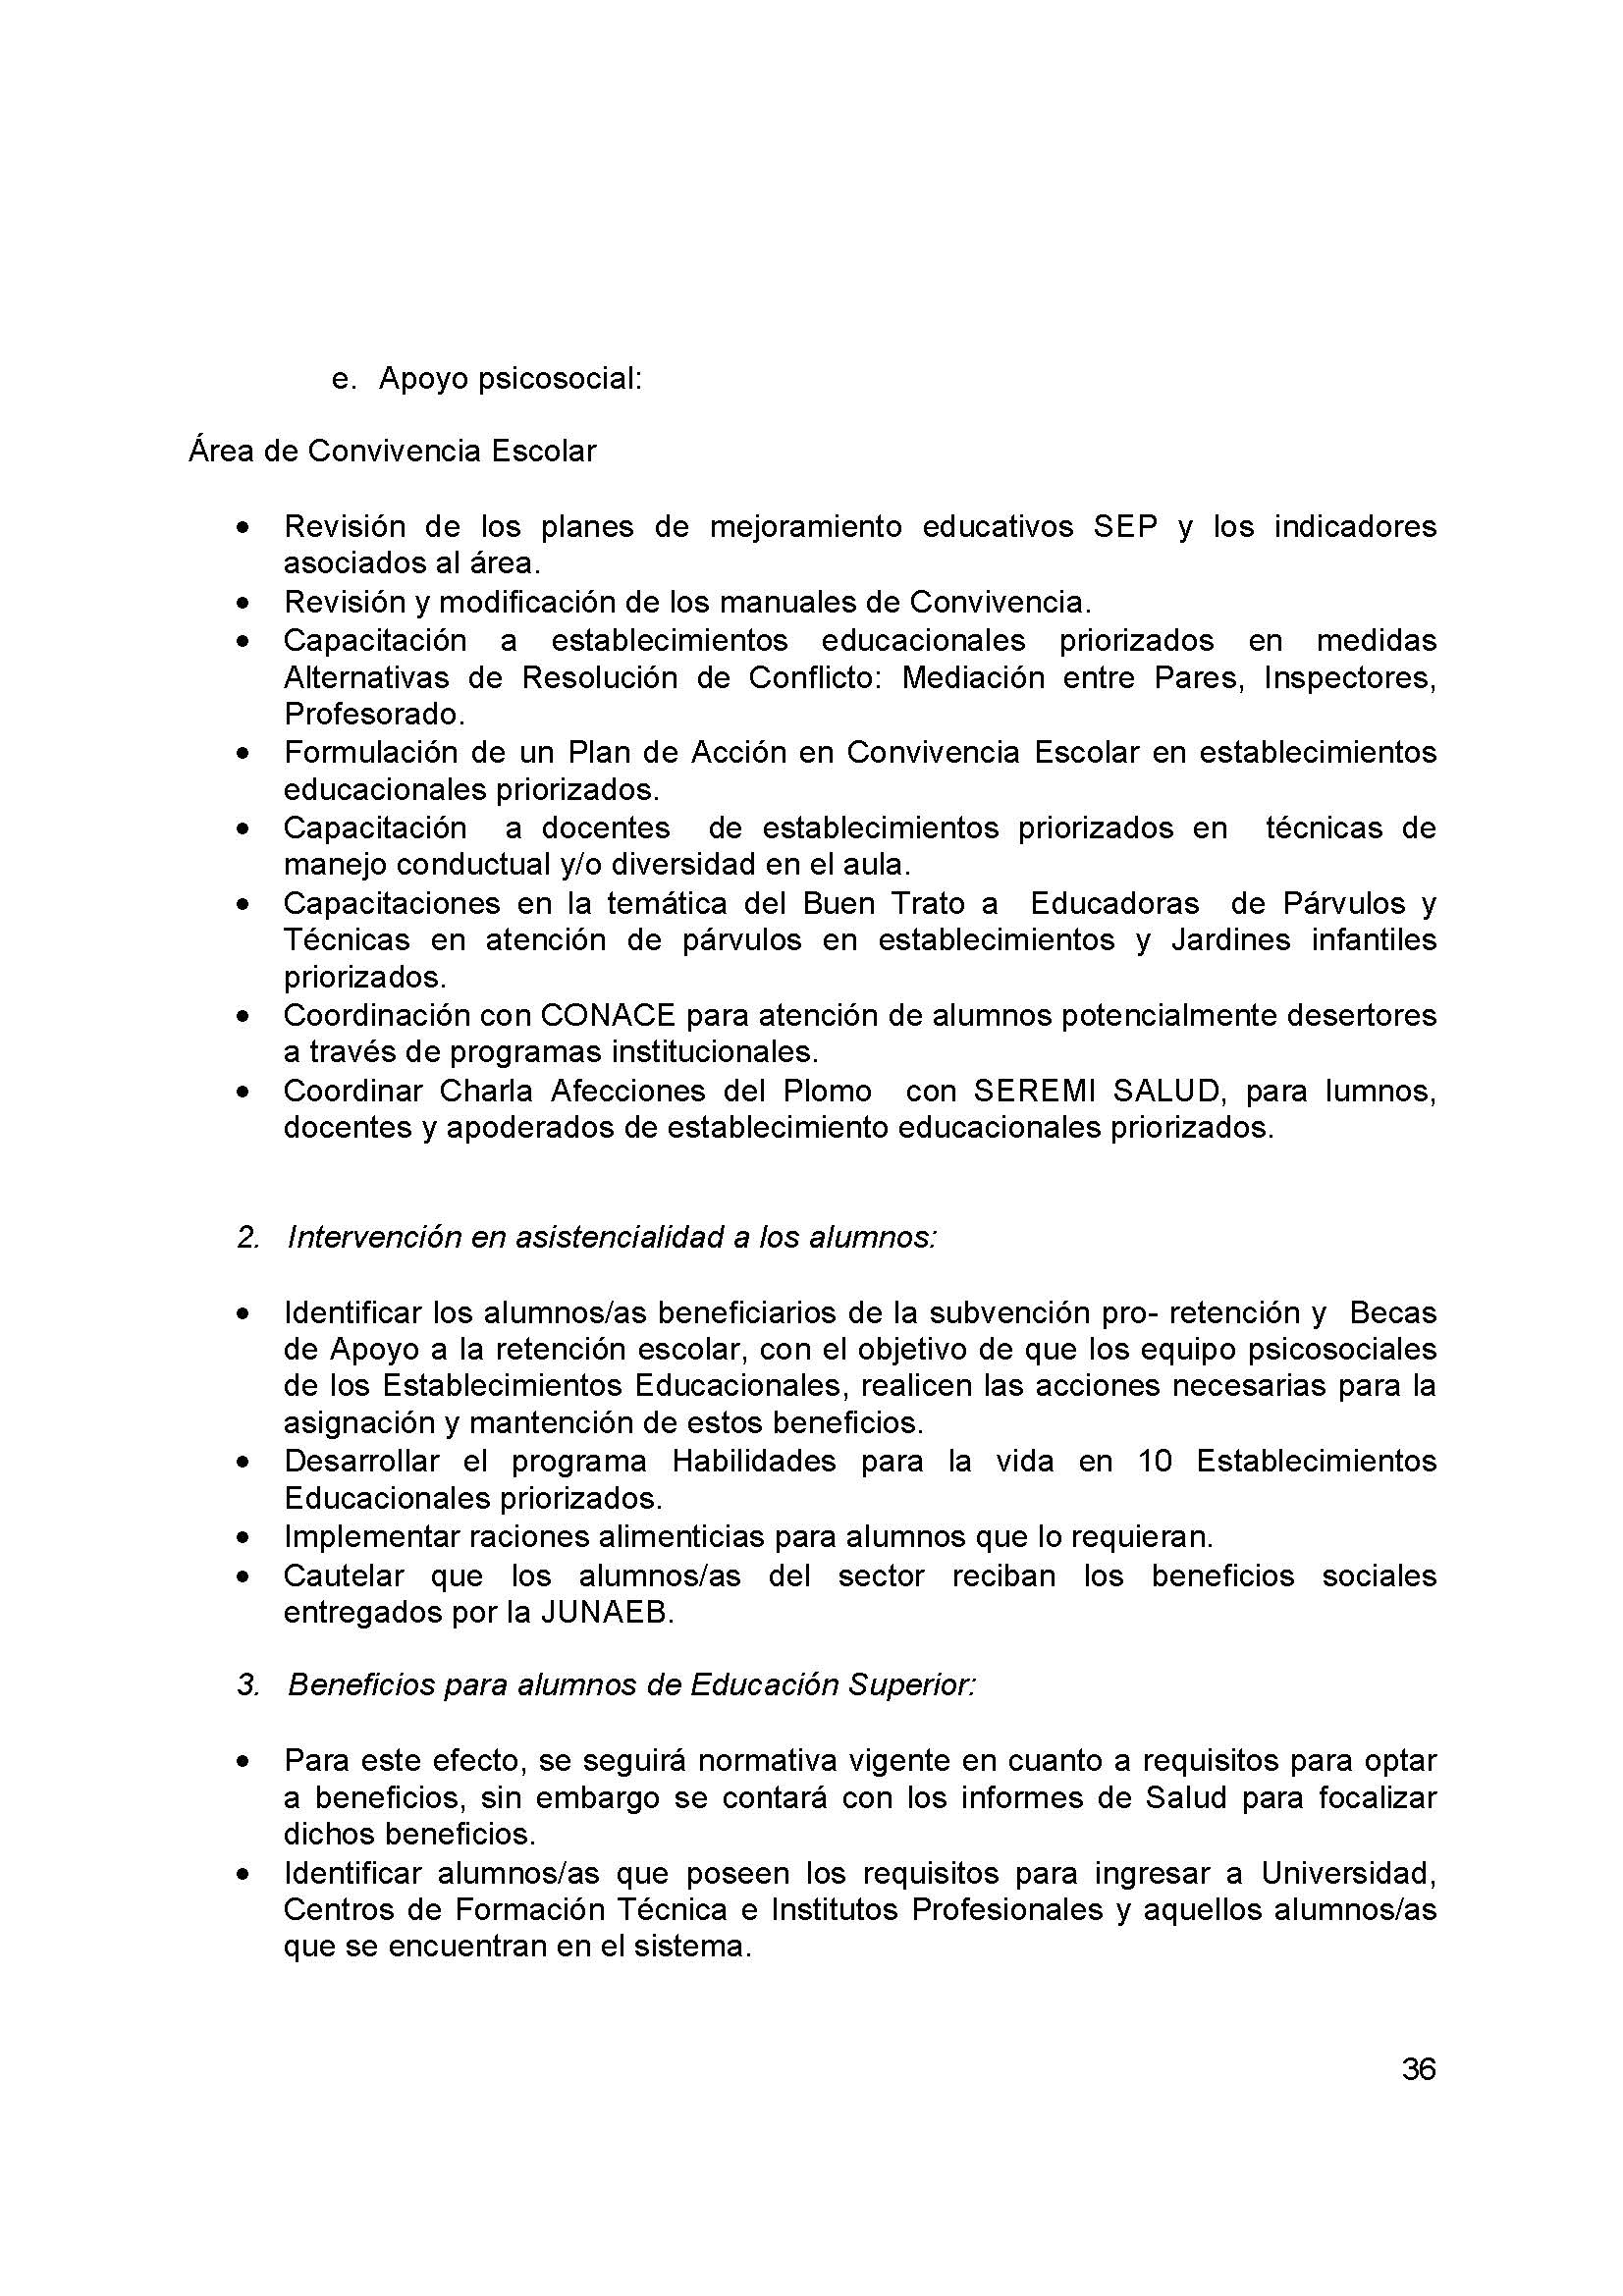 e. Apoyo psicosocial:
Área de Convivencia Escolar
• Revisión de los planes de mejoramiento educativos SEP y los indicadores
asociados al área.
• Revisión y modificación de los manuales de Convivencia.
• Capacitación a establecimientos educacionales priorizados en medidas
Alternativas de Resolución de Conflicto: Mediación entre Pares, Inspectores,
Profesorado.
• Formulación de un Plan de Acción en Convivencia Escolar en establecimientos
educacionales priorizados.
• Capacitación a docentes de establecimientos priorizados en técnicas de
manejo conductual y/o diversidad en el aula.
• Capacitaciones en la temática del Buen Trato a Educadoras de Párvulos y
Técnicas en atención de párvulos en establecimientos y Jardines infantiles
priorizados.
• Coordinación con CONACE para atención de alumnos potencialmente desertores
a través de programas institucionales.
• Coordinar Charla Afecciones del Plomo con SEREMI SALUD, para lumnos,
docentes y apoderados de establecimiento educacionales priorizados.
2. Intervención en asistencialidad a los alumnos:
• Identificar los alumnos/as beneficiarios de la subvención pro- retención y Becas
de Apoyo a la retención escolar, con el objetivo de que los equipo psicosociales
de los Establecimientos Educacionales, realicen las acciones necesarias para la
asignación y mantención de estos beneficios.
• Desarrollar el programa Habilidades para la vida en 10 Establecimientos
Educacionales priorizados.
• Implementar raciones alimenticias para alumnos que lo requieran.
• Cautelar que los alumnos/as del sector reciban los beneficios sociales
entregados por la JUNAEB.
3. Beneficios para alumnos de Educación Superior:
• Para este efecto, se seguirá normativa vigente en cuanto a requisitos para optar
a beneficios, sin embargo se contará con los informes de Salud para focalizar
dichos beneficios.
• Identificar alumnos/as que poseen los requisitos para ingresar a Universidad,
Centros de Formación Técnica e Institutos Profesionales y aquellos alumnos/as
que se encuentran en el sistema.
36